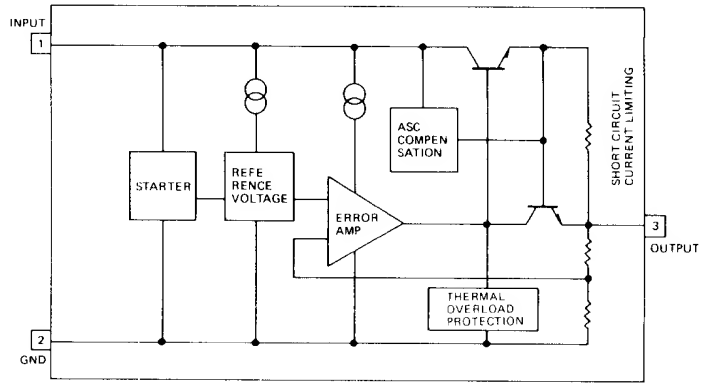 INPUT
1
ASC
COMPEN
SATION
SHORT CIRCUIT
CURRENT LIMITING
STARTER
REFE
RENCE
VOLTAGE
ERROR
AMP
3
OUTPUT
THERMAL
OVERLOAD
PROTECTION
2
GND